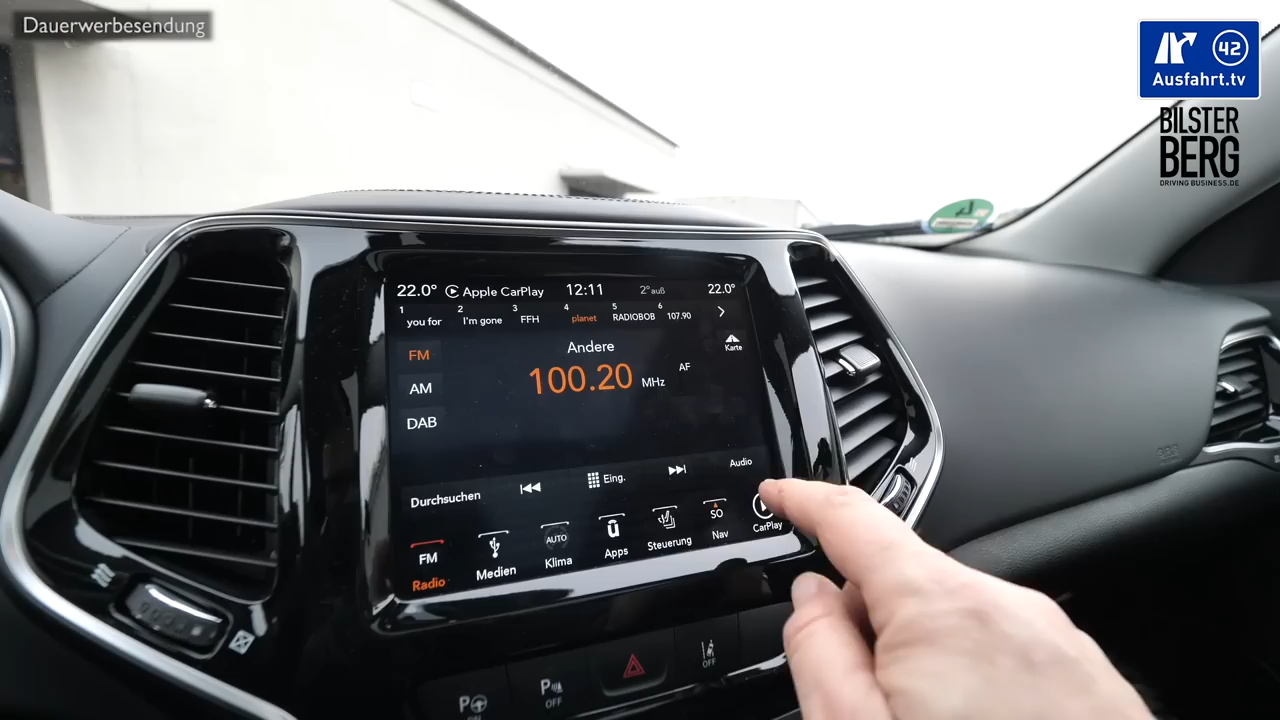 Dauerwerbesendung
42
Ausfahrt.tv
BILSTER
BERG
DRIVING BUSINESS.DE
22.0° Apple CarPlay 12:11 2° auß 22.0°
1 you for 2 I'm gone 3 FFH 4 planet 5 RADIOBOB 6 107.90
Karte
FM
Andere
100.20 MHz AF
AM
DAB
Durchsuchen Eing. Audio
FM AUTO SO
Radio Medien Klima Apps Steuerung Nav CarPlay
P OFF OFF
P